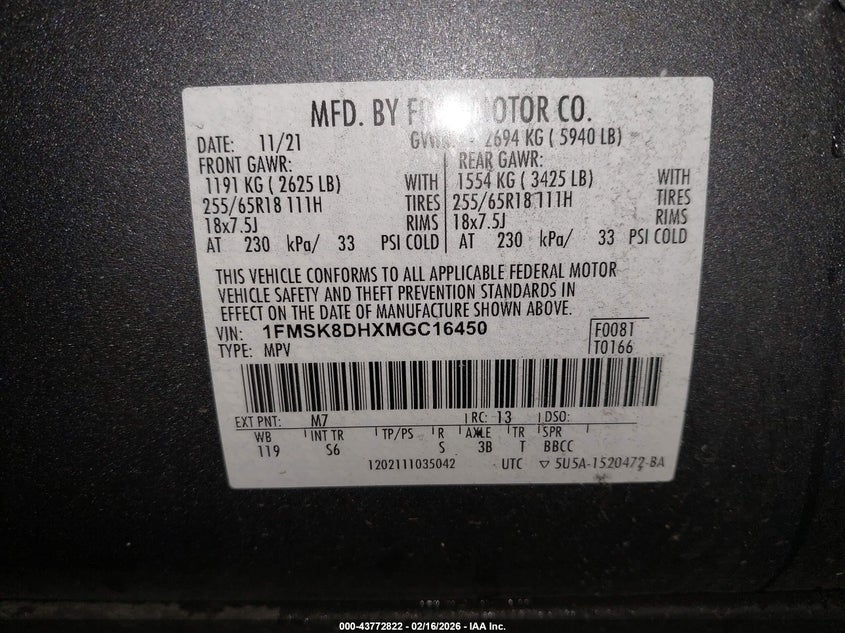 MFD. BY FORD MOTOR CO.
DATE: 11/21 GVWR: 2694 KG ( 5940 LB)
FRONT GAWR: REAR GAWR:
1191 KG ( 2625 LB) WITH 1554 KG ( 3425 LB) WITH
255/65R18 111H TIRES 255/65R18 111H TIRES
18x7.5J RIMS 18x7.5J RIMS
AT 230 kPa/ 33 PSI COLD AT 230 kPa/ 33 PSI COLD
THIS VEHICLE CONFORMS TO ALL APPLICABLE FEDERAL MOTOR
VEHICLE SAFETY AND THEFT PREVENTION STANDARDS IN
EFFECT ON THE DATE OF MANUFACTURE SHOWN ABOVE.
VIN: 1FMSK8DHXMGC16450 F0081
TYPE: MPV T0166
EXT PNT: M7 RC: 13 DSO:
WB INT TR TP/PS R AXLE TR SPR
119 S6 S 3B T BBCC
1202111035042 UTC ▽ 5U5A-1520472-BA
000-43772822 - 02/16/2026 - IAA Inc.